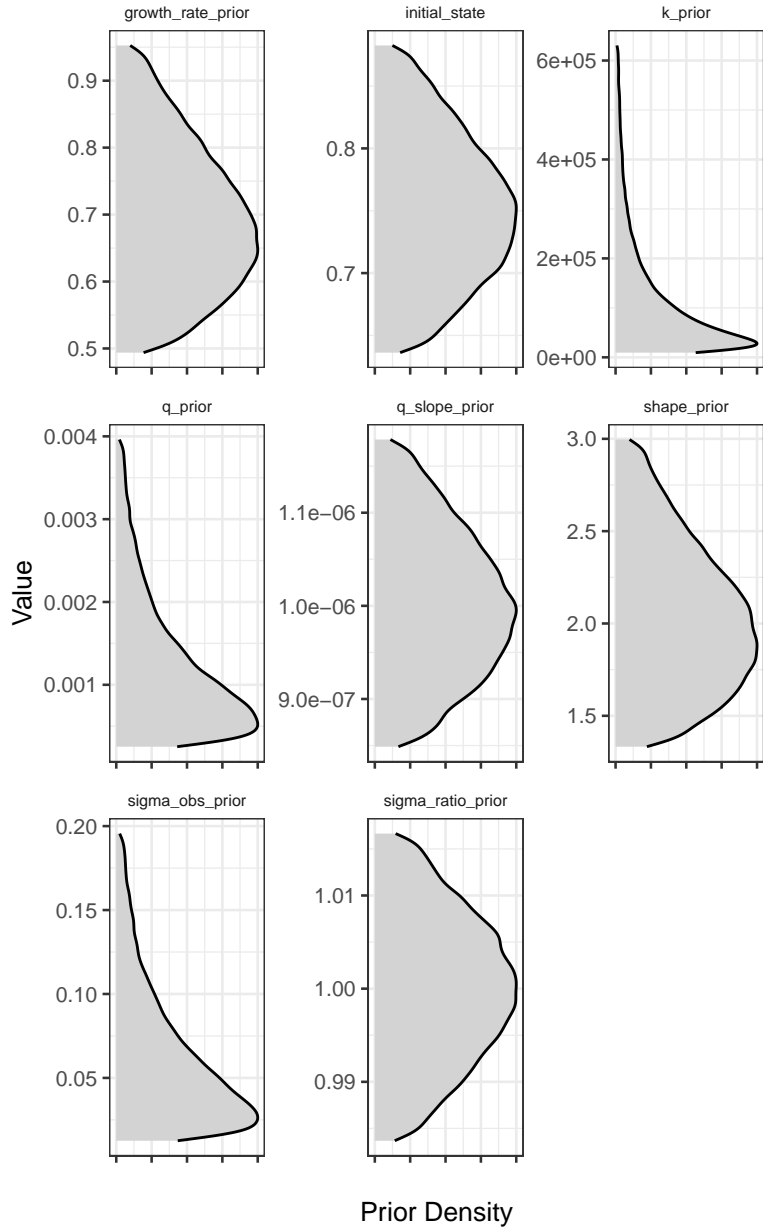 growth_rate_prior initial_state k_prior
0.9
0.8
0.7
0.6
0.5
0.8
0.7
6e+05
4e+05
2e+05
0e+00
q_prior q_slope_prior shape_prior
0.004
0.003
0.002
0.001
1.1e−06
1.0e−06
9.0e−07
3.0
2.5
2.0
1.5
Value
sigma_obs_prior sigma_ratio_prior
0.20
0.15
0.10
0.05
1.01
1.00
0.99
Prior Density